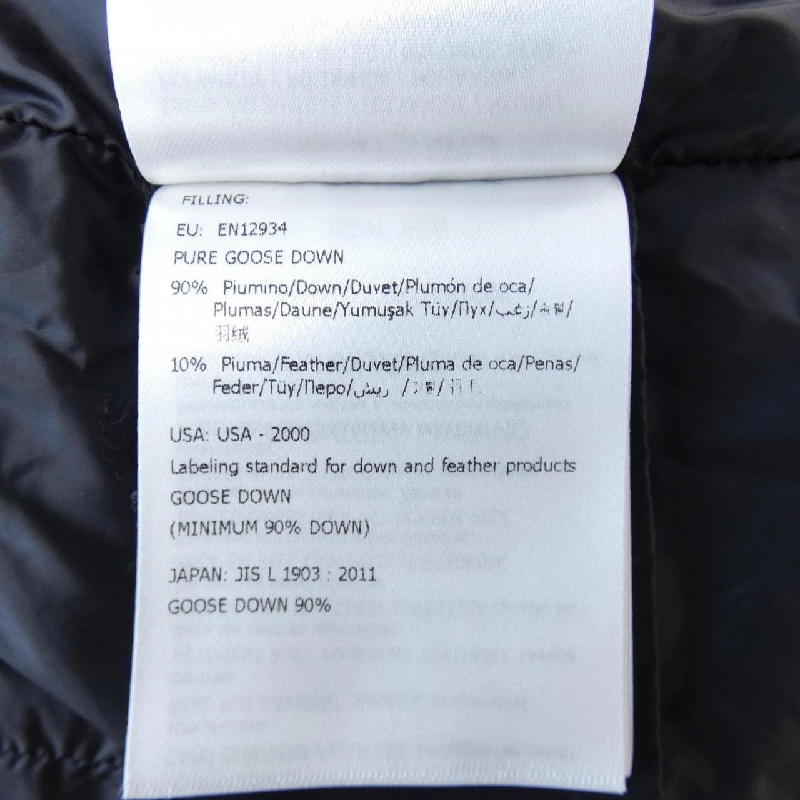 FILLING:
EU: EN12934
PURE GOOSE DOWN
90% Piumino/Down/Duvet/Plumón de oca/
Plumas/Daune/Yumuşak Tüy/Пух/زغب/솜털/
羽绒
10% Piuma/Feather/Duvet/Pluma de oca/Penas/
Feder/Tüy/Перо/ريش/
USA: USA - 2000
Labeling standard for down and feather products
GOOSE DOWN
(MINIMUM 90% DOWN)
JAPAN: JIS L 1903 : 2011
GOOSE DOWN 90%